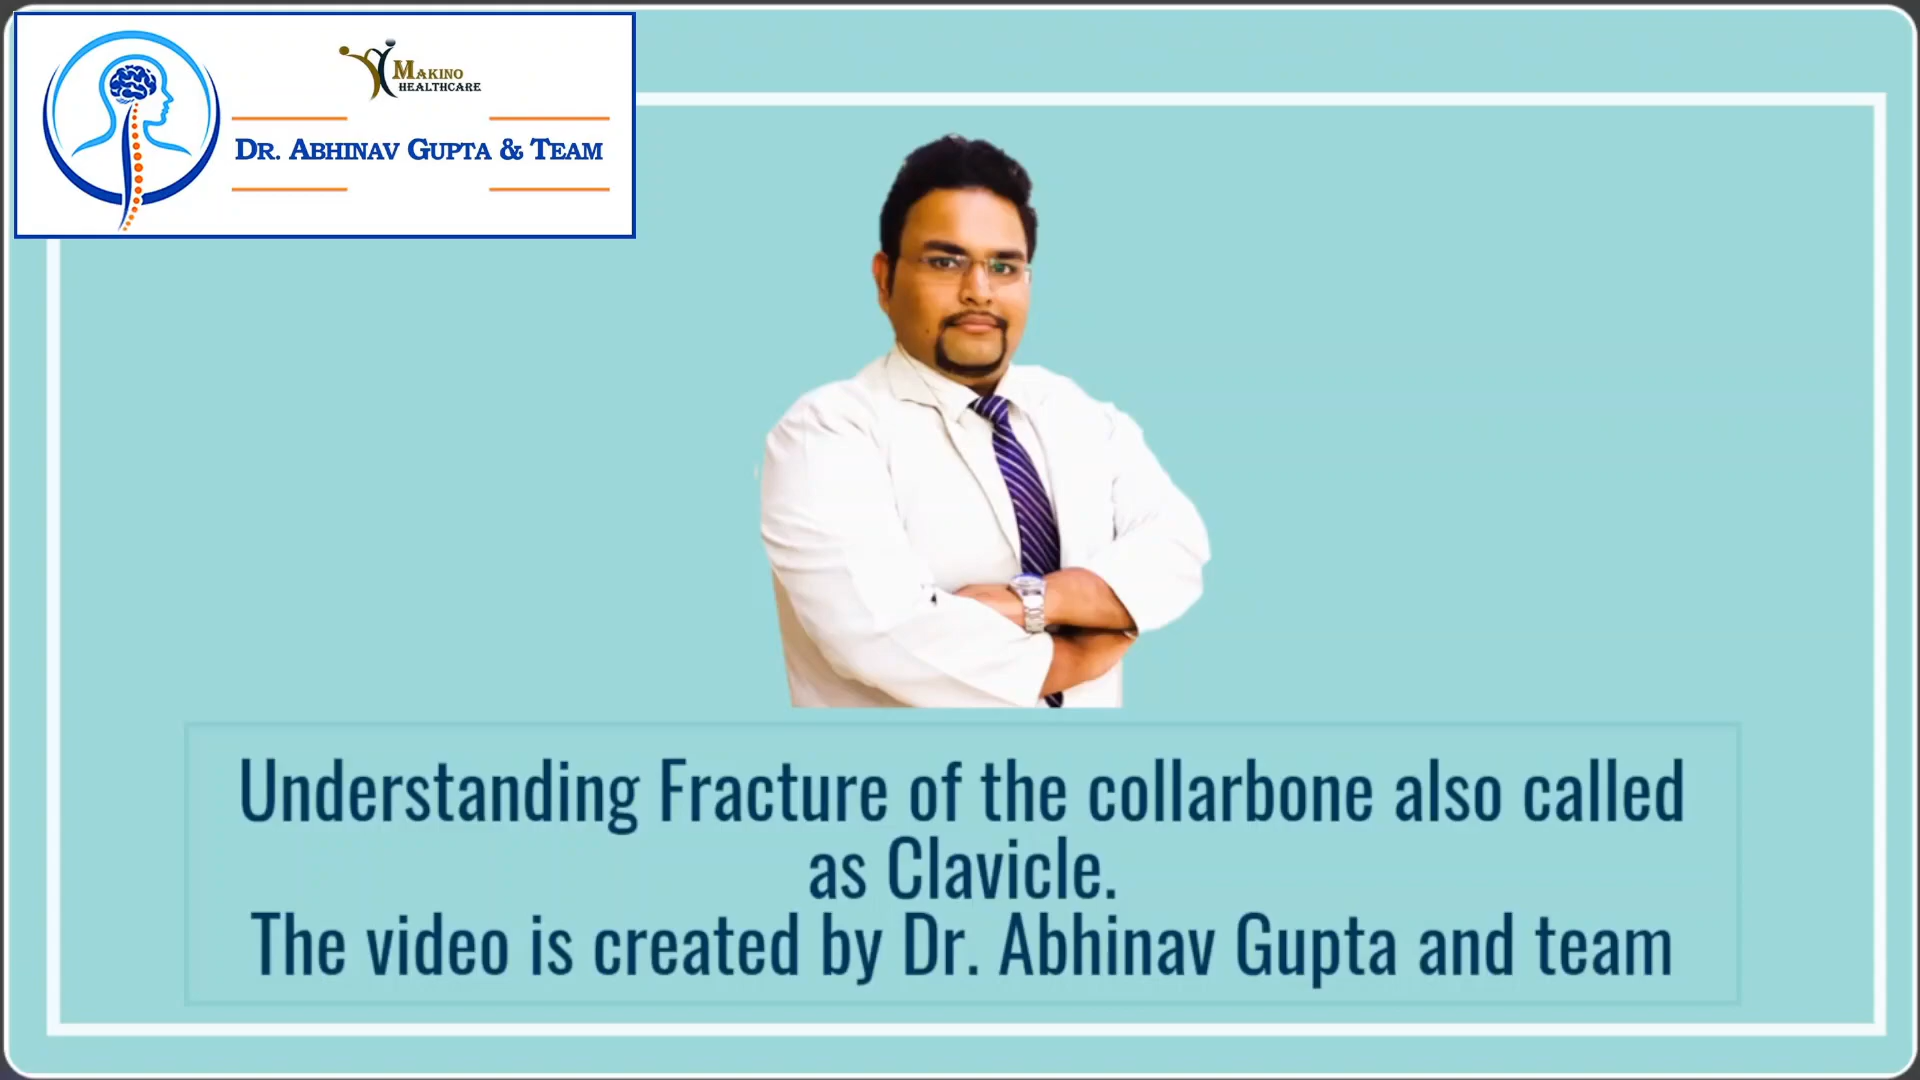 MAKINO
HEALTHCARE
DR. ABHINAV GUPTA & TEAM
Understanding Fracture of the collarbone also called
as Clavicle.
The video is created by Dr. Abhinav Gupta and team